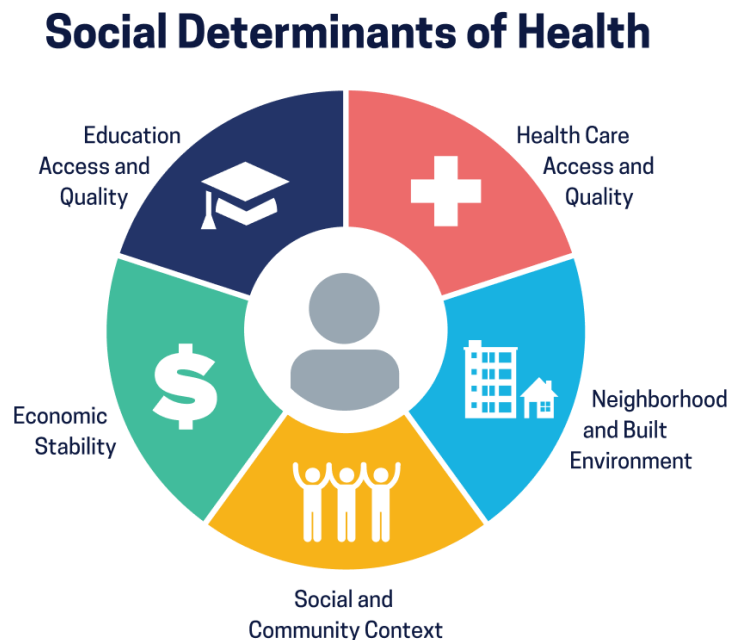 Social Determinants of Health
Education
Access and
Quality
Health Care
Access and
Quality
Economic
Stability
Neighborhood
and Built
Environment
Social and
Community Context